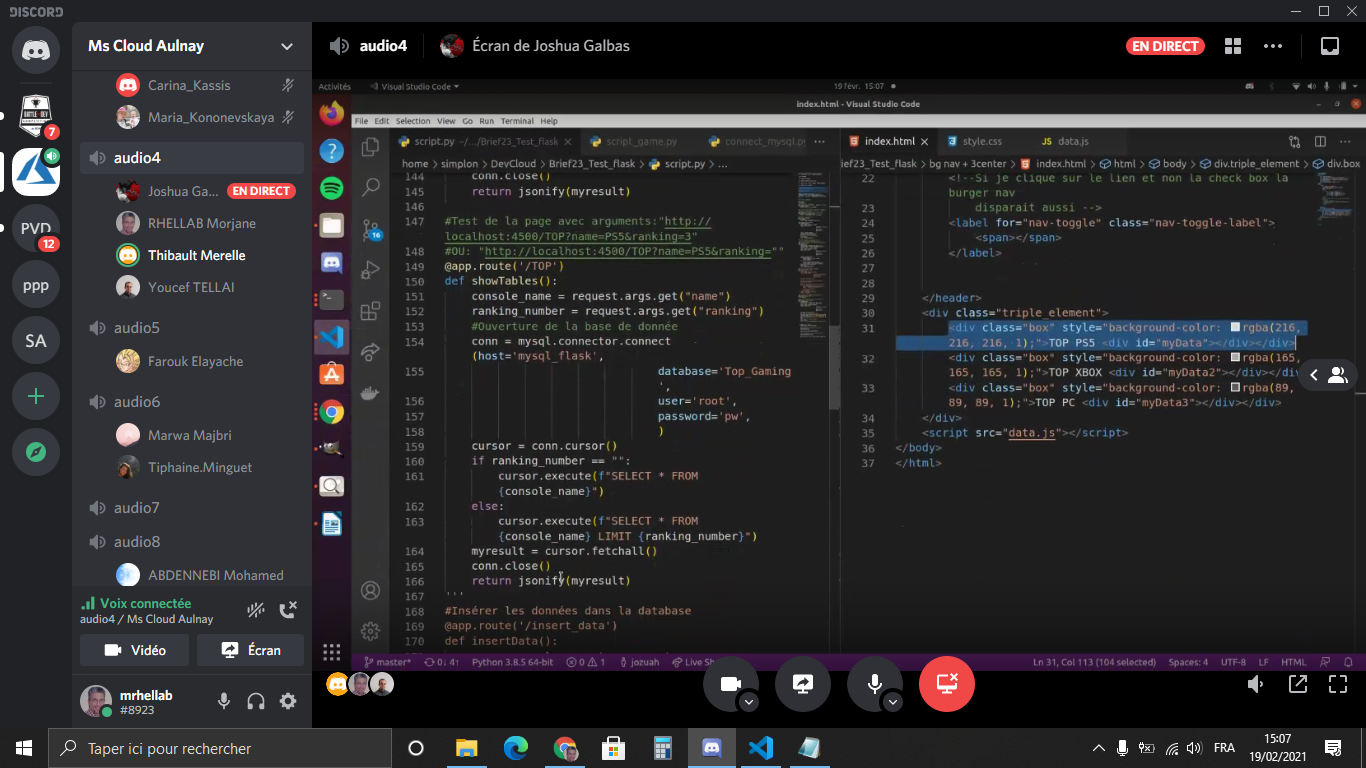 DISCORD
Ms Cloud Aulnay
audio4
Écran de Joshua Galbas
EN DIRECT
Carina_Kassis
Maria_Kononevskaya
audio4
Joshua Ga...
EN DIRECT
RHELLAB Morjane
Thibault Merelle
Youcef TELLAI
audio5
Farouk Elayache
audio6
Marwa Majbri
Tiphaine.Minguet
audio7
audio8
ABDENNEBI Mohamed
7
PVD
12
ppp
SA
Voix connectée
audio4 / Ms Cloud Aulnay
Vidéo
Écran
mrhellab
#8923
Activités
Visual Studio Code
19 févr. 15:07
index.html - Visual Studio Code
File Edit Selection View Go Run Terminal Help
script.py ~/.../Brief23_Test_flask
script_game.py
connect_mysql.py
home > simplon > DevCloud > Brief23_Test_flask > script.py > ...
16
144 conn.close()
145 return jsonify(myresult)
146
147 #Test de la page avec arguments:"http://
localhost:4500/TOP?name=PS5&ranking=3"
148 #OU: "http://localhost:4500/TOP?name=PS5&ranking=""
149 @app.route('/TOP')
150 def showTables():
151 console_name = request.args.get("name")
152 ranking_number = request.args.get("ranking")
153 #Ouverture de la base de donnée
154 conn = mysql.connector.connect
(host='mysql_flask',
155 database='Top_Gaming
',
156 user='root',
157 password='pw',
158 )
159 cursor = conn.cursor()
160 if ranking_number == "":
161 cursor.execute(f"SELECT * FROM
{console_name}")
162 else:
163 cursor.execute(f"SELECT * FROM
{console_name} LIMIT {ranking_number}")
164 myresult = cursor.fetchall()
165 conn.close()
166 return jsonify(myresult)
167 '''
168 #Insérer les données dans la database
169 @app.route('/insert_data')
170 def insertData():
index.html
style.css
JS data.js
ief23_Test_flask > bg nav + 3center > index.html > html > body > div.triple_element > div.box
22 <!--Si je clique sur le lien et non la check box la
burger nav
23 disparait aussi -->
24 <label for="nav-toggle" class="nav-toggle-label">
25 <span></span>
26 </label>
27
28
29 </header>
30 <div class="triple_element">
31 <div class="box" style="background-color: rgba(216,
216, 216, 1);">TOP PS5 <div id="myData"></div></div>
32 <div class="box" style="background-color: rgba(165,
165, 165, 1);">TOP XBOX <div id="myData2"></div></div>
33 <div class="box" style="background-color: rgba(89,
89, 89, 1);">TOP PC <div id="myData3"></div></div>
34 </div>
35 <script src="data.js"></script>
36 </body>
37 </html>
master*
0↓ 4↑
Python 3.8.5 64-bit
0 1
jozuah
Live Sh
Ln 31, Col 113 (104 selected)
Spaces: 4
UTF-8
LF
HTML
Taper ici pour rechercher
FRA
15:07
19/02/2021